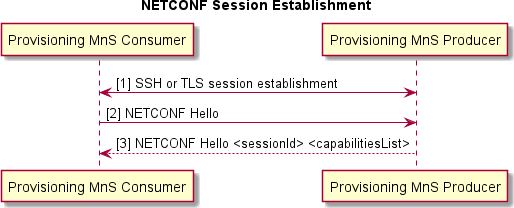 NETCONF Session Establishment
Provisioning MnS Consumer
Provisioning MnS Producer
[1] SSH or TLS session establishment
[2] NETCONF Hello
[3] NETCONF Hello <sessionId> <capabilitiesList>
Provisioning MnS Consumer
Provisioning MnS Producer